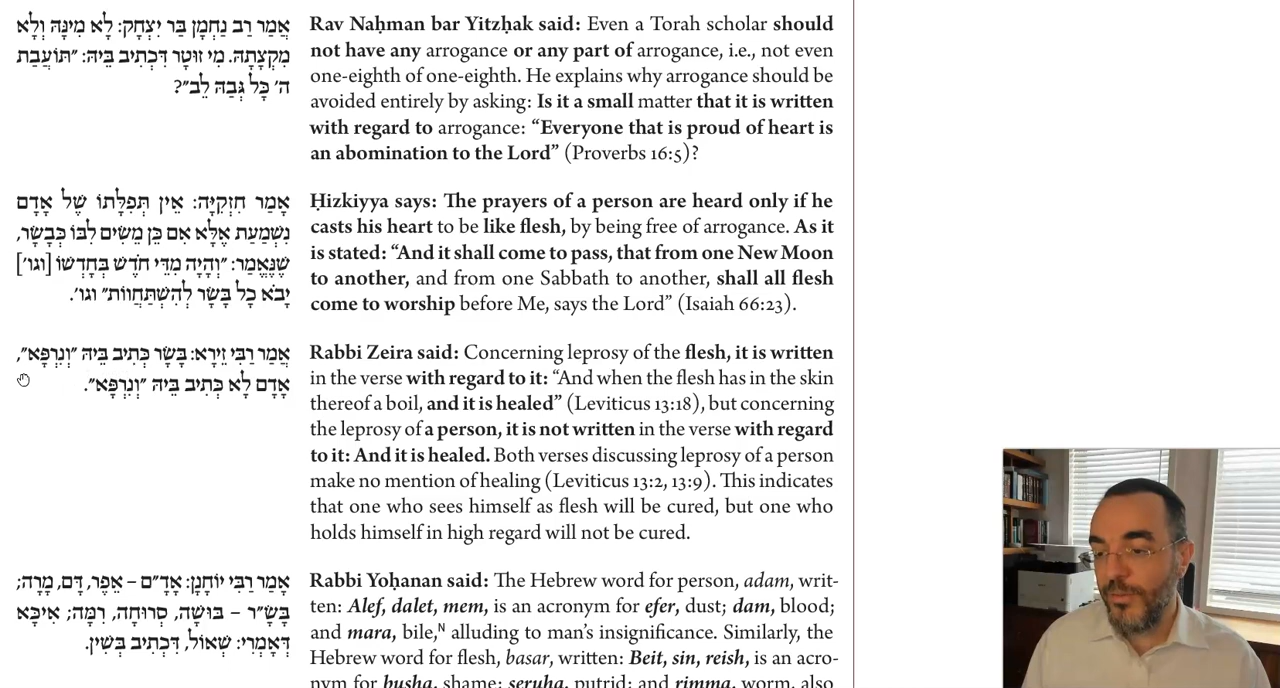 אֲמַר רַב נַחְמָן בַּר יִצְחָק: לָא מִינָּהּ וְלָא
מִקְצָתָהּ. מִי זוּטַר דִּכְתִיב בֵּיהּ: ״תּוֹעֲבַת
ה׳ כׇּל גְּבַהּ לֵב״?
Rav Naḥman bar Yitzḥak said: Even a Torah scholar should
not have any arrogance or any part of arrogance, i.e., not even
one-eighth of one-eighth. He explains why arrogance should be
avoided entirely by asking: Is it a small matter that it is written
with regard to arrogance: “Everyone that is proud of heart is
an abomination to the Lord” (Proverbs 16:5)?
אָמַר חִזְקִיָּה: אֵין תְּפִלָּתוֹ שֶׁל אָדָם
נִשְׁמַעַת אֶלָּא אִם כֵּן מֵשִׂים לִבּוֹ כְּבָשָׂר,
שֶׁנֶּאֱמַר: ״וְהָיָה מִדֵּי חֹדֶשׁ בְּחׇדְשׁוֹ [וגו׳]
יָבֹא כׇל בָּשָׂר לְהִשְׁתַּחֲווֹת״ וגו׳.
Ḥizkiyya says: The prayers of a person are heard only if he
casts his heart to be like flesh, by being free of arrogance. As it
is stated: “And it shall come to pass, that from one New Moon
to another, and from one Sabbath to another, shall all flesh
come to worship before Me, says the Lord” (Isaiah 66:23).
אֲמַר רַבִּי זֵירָא: בָּשָׂר כְּתִיב בֵּיהּ ״וְנִרְפָּא״,
אָדָם לָא כְּתִיב בֵּיהּ ״וְנִרְפָּא״.
Rabbi Zeira said: Concerning leprosy of the flesh, it is written
in the verse with regard to it: “And when the flesh has in the skin
thereof a boil, and it is healed” (Leviticus 13:18), but concerning
the leprosy of a person, it is not written in the verse with regard
to it: And it is healed. Both verses discussing leprosy of a person
make no mention of healing (Leviticus 13:2, 13:9). This indicates
that one who sees himself as flesh will be cured, but one who
holds himself in high regard will not be cured.
אָמַר רַבִּי יוֹחָנָן: אָדָ״ם – אֵפֶר, דָּם, מָרָה;
בָּשָׂ״ר – בּוּשָׁה, סְרוּחָה, רִמָּה; אִיכָּא
דְּאָמְרִי: שְׁאוֹל, דִּכְתִיב בְּשִׁין.
Rabbi Yoḥanan said: The Hebrew word for person, adam, writ-
ten: Alef, dalet, mem, is an acronym for efer, dust; dam, blood;
and mara, bile,ᴺ alluding to man’s insignificance. Similarly, the
Hebrew word for flesh, basar, written: Beit, sin, reish, is an acro-
nym for busha, shame; seruḥa, putrid; and rimma, worm, also